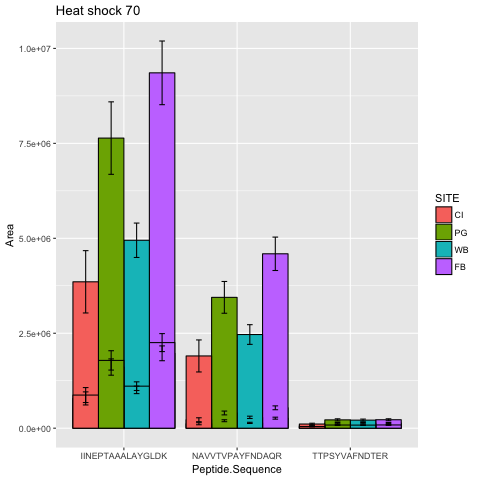 Heat shock 70
1.0e+07
7.5e+06
5.0e+06
2.5e+06
0.0e+00
Area
IINEPTAAALAYGLDK
NAVVTVPAYFNDAQR
TTPSYVAFNDTER
Peptide.Sequence
SITE
CI
PG
WB
FB